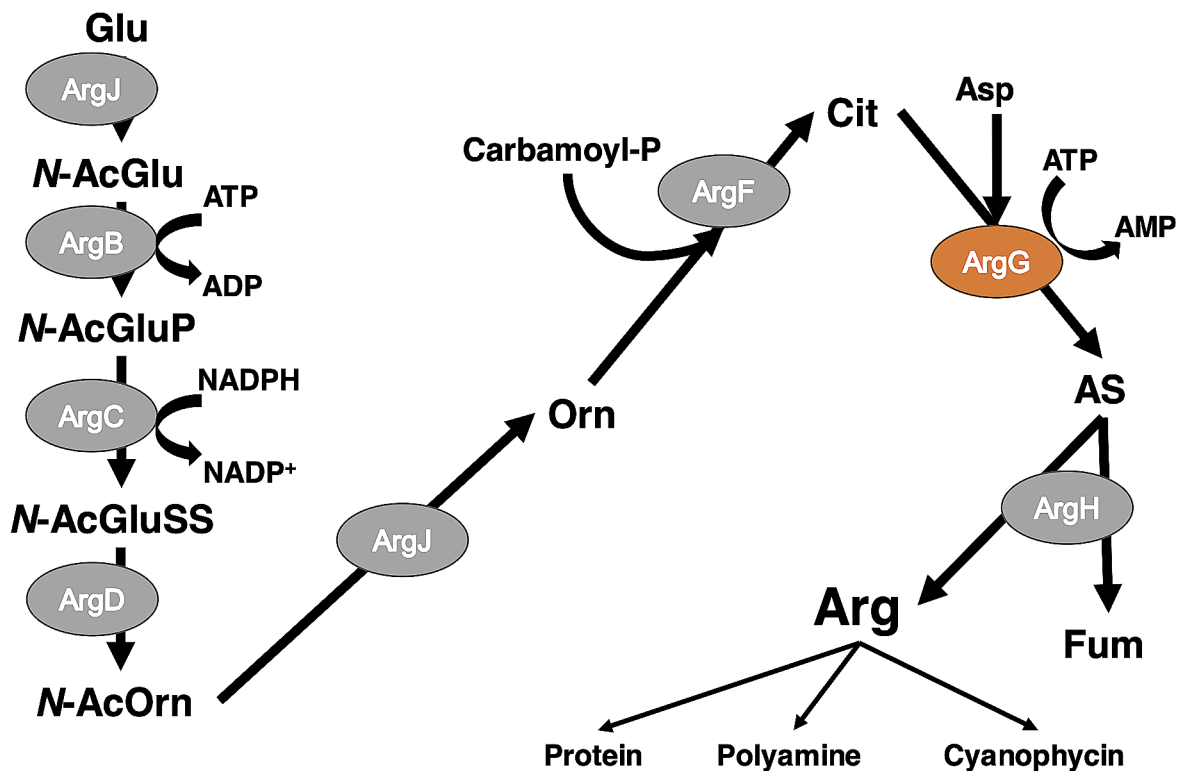 Glu
ArgJ
N-AcGlu
ATP
ArgB
ADP
N-AcGluP
NADPH
ArgC
NADP⁺
N-AcGluSS
ArgD
N-AcOrn
ArgJ
Orn
Carbamoyl-P
ArgF
Cit
Asp
ATP
ArgG
AMP
AS
ArgH
Arg
Fum
Protein
Polyamine
Cyanophycin